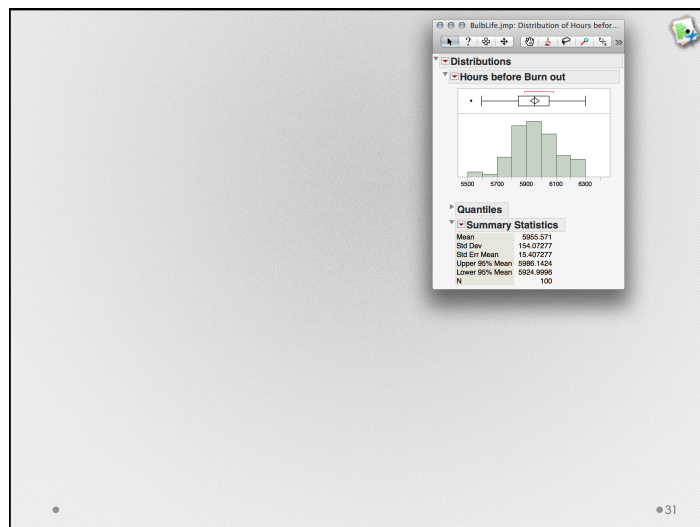 BulbLife.jmp: Distribution of Hours befor...
?
»
Distributions
Hours before Burn out
5500 5700 5900 6100 6300
Quantiles
Summary Statistics
Mean 5955.571
Std Dev 154.07277
Std Err Mean 15.407277
Upper 95% Mean 5986.1424
Lower 95% Mean 5924.9996
N 100
31